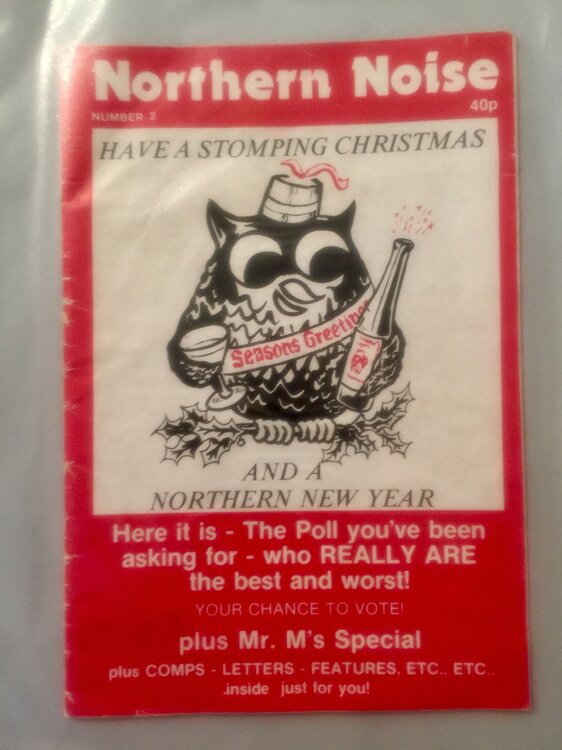 Northern Noise
NUMBER 2
40p
HAVE A STOMPING CHRISTMAS
Seasons Greetings
AND A
NORTHERN NEW YEAR
Here it is - The Poll you've been
asking for - who REALLY ARE
the best and worst!
YOUR CHANCE TO VOTE!
plus Mr. M's Special
plus COMPS - LETTERS - FEATURES. ETC.. ETC..
inside just for you!